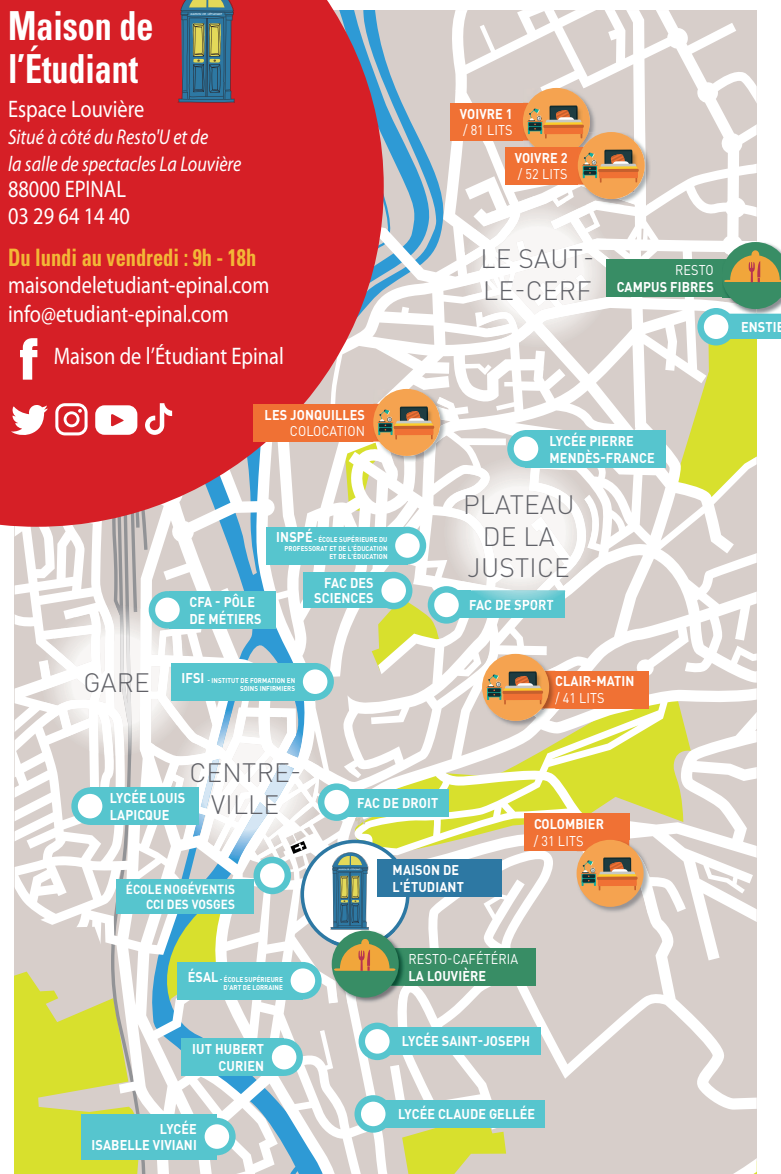 Maison de
l'Étudiant
Espace Louvière
Situé à côté du Resto'U et de
la salle de spectacles La Louvière
88000 EPINAL
03 29 64 14 40
Du lundi au vendredi : 9h - 18h
maisondeletudiant-epinal.com
info@etudiant-epinal.com
f Maison de l'Étudiant Epinal
VOIVRE 1
/ 81 LITS
VOIVRE 2
/ 52 LITS
LE SAUT-
LE-CERF
RESTO
CAMPUS FIBRES
ENSTIB
LES JONQUILLES
COLOCATION
LYCÉE PIERRE
MENDÈS-FRANCE
PLATEAU
DE LA
JUSTICE
INSPÉ - ÉCOLE SUPÉRIEURE DU
PROFESSORAT ET DE L'ÉDUCATION
ET DE L'ÉDUCATION
FAC DES
SCIENCES
FAC DE SPORT
CFA - PÔLE
DE MÉTIERS
GARE
IFSI - INSTITUT DE FORMATION EN
SOINS INFIRMIERS
CLAIR-MATIN
/ 41 LITS
CENTRE-
VILLE
LYCÉE LOUIS
LAPICQUE
FAC DE DROIT
COLOMBIER
/ 31 LITS
MAISON DE
L'ÉTUDIANT
ÉCOLE NOGÉVENTIS
CCI DES VOSGES
RESTO-CAFÉTÉRIA
LA LOUVIÈRE
ÉSAL - ÉCOLE SUPÉRIEURE
D'ART DE LORRAINE
IUT HUBERT
CURIEN
LYCÉE SAINT-JOSEPH
LYCÉE CLAUDE GELLÉE
LYCÉE
ISABELLE VIVIANI